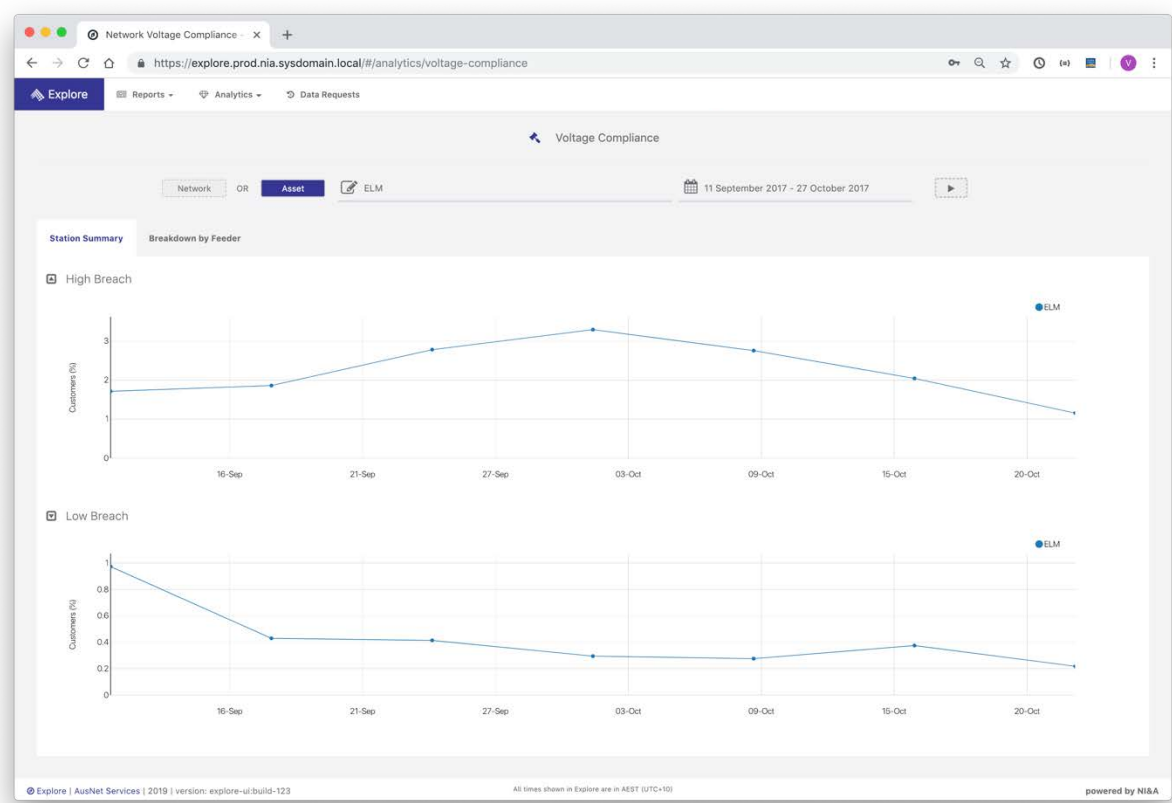 Network Voltage Compliance -
https://explore.prod.nia.sysdomain.local/#/analytics/voltage-compliance
V
Explore Reports Analytics Data Requests
Voltage Compliance
Network OR Asset ELM 11 September 2017 - 27 October 2017
Station Summary Breakdown by Feeder
High Breach
ELM
Customers (%)
3
2
1
0
16-Sep 21-Sep 27-Sep 03-Oct 09-Oct 15-Oct 20-Oct
Low Breach
ELM
Customers (%)
1
0.8
0.6
0.4
0.2
0
16-Sep 21-Sep 27-Sep 03-Oct 09-Oct 15-Oct 20-Oct
Explore | AusNet Services | 2019 | version: explore-ui:build-123 All times shown in Explore are in AEST (UTC+10) powered by NI&A